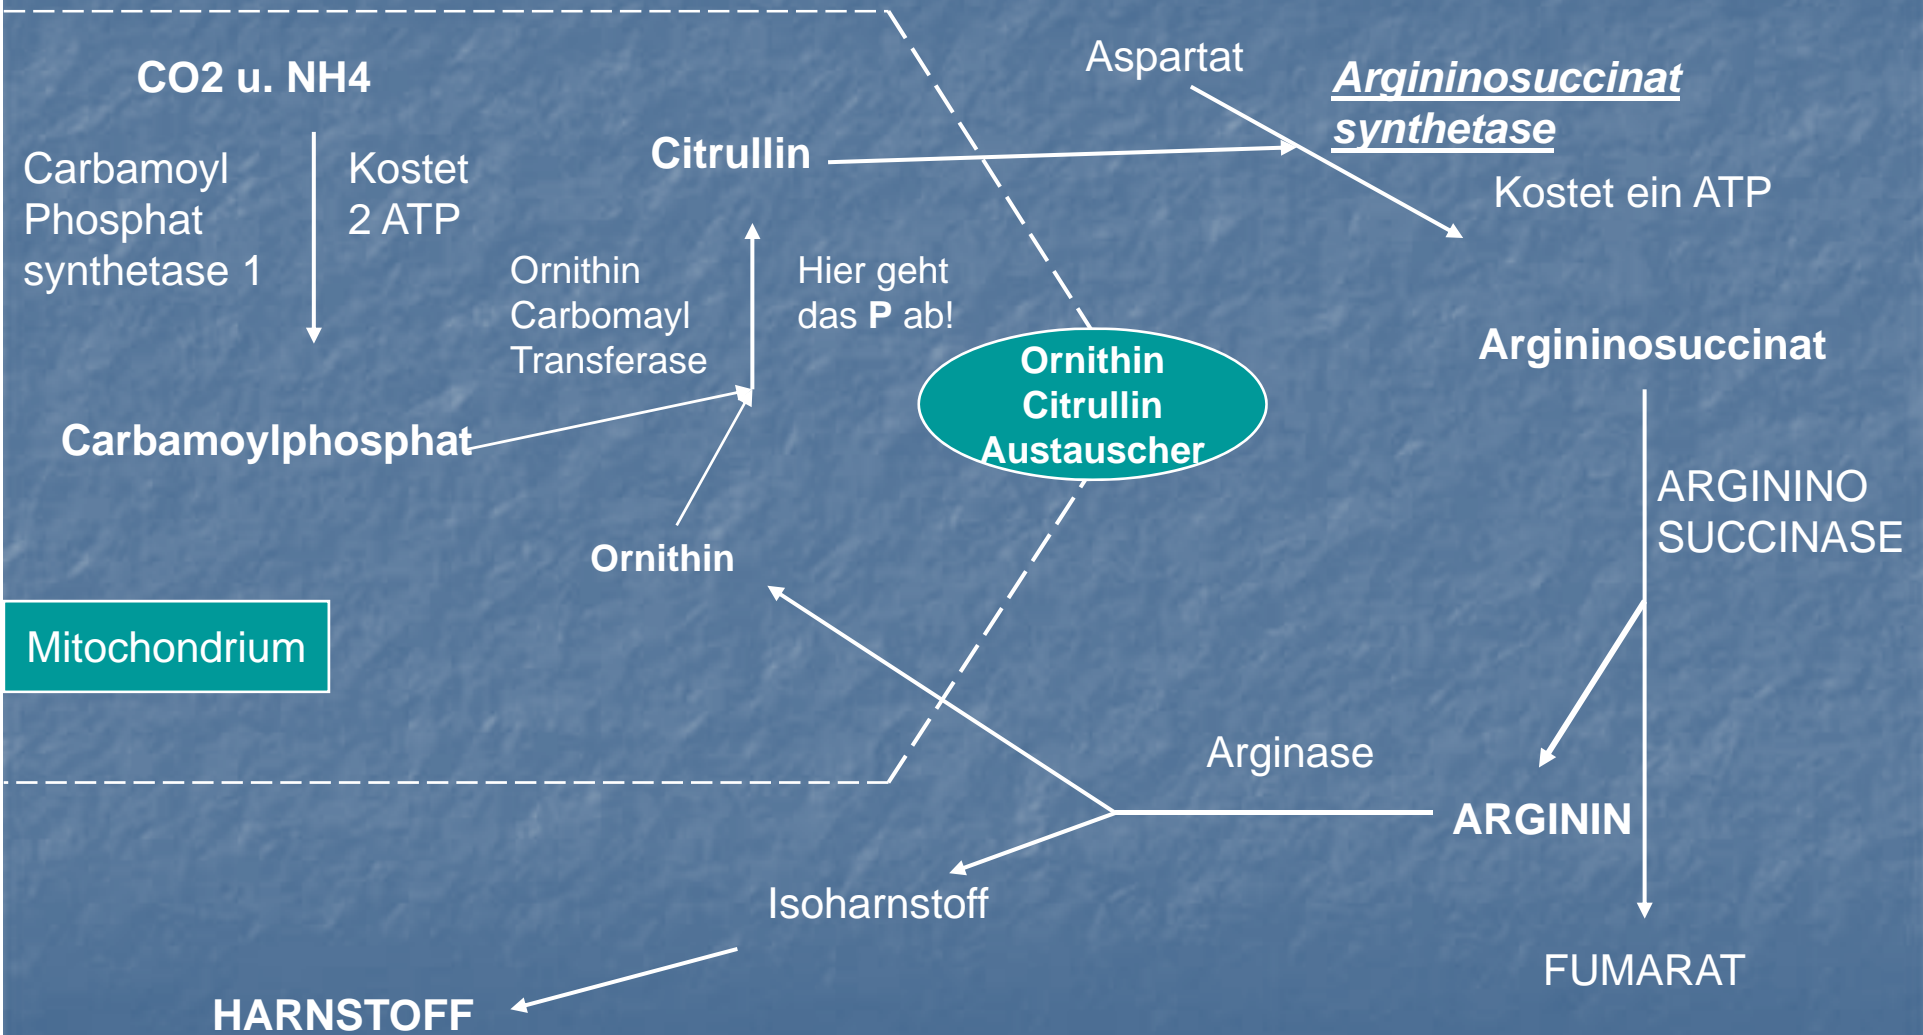 CO2 u. NH4
Carbamoyl
Phosphat
synthetase 1
Kostet
2 ATP
Carbamoylphosphat
Ornithin
Carbomayl
Transferase
Hier geht
das P ab!
Citrullin
Ornithin
Mitochondrium
Ornithin
Citrullin
Austauscher
Aspartat
Argininosuccinat
synthetase
Kostet ein ATP
Argininosuccinat
ARGININO
SUCCINASE
Arginase
ARGININ
FUMARAT
Isoharnstoff
HARNSTOFF